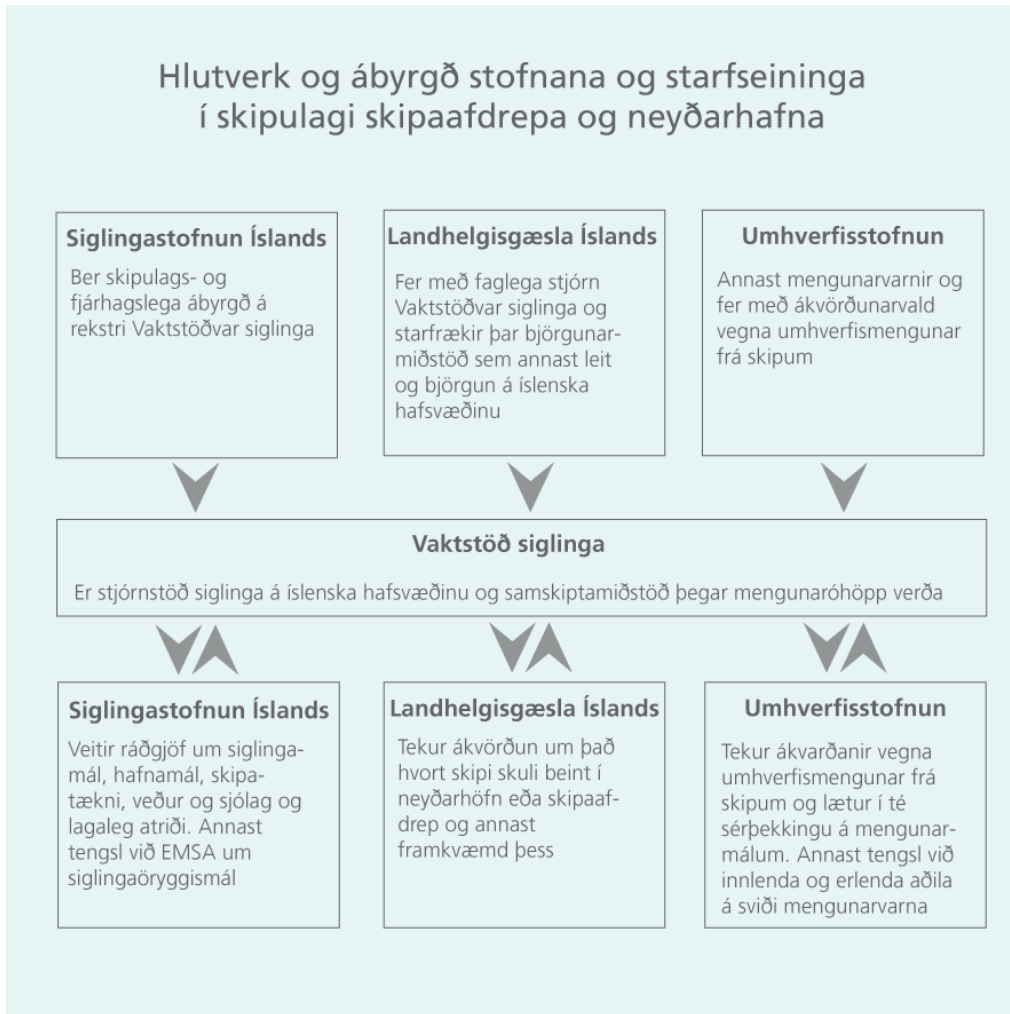 Hlutverk og ábyrgð stofnana og starfseininga
í skipulagi skipaafdrepa og neyðarhafna
Siglingastofnun Íslands
Ber skipulags- og
fjárhagslega ábyrgð á
rekstri Vaktstöðvar siglinga
Landhelgisgæsla Íslands
Fer með faglega stjórn
Vaktstöðvar siglinga og
starfrækir þar björgunar-
miðstöð sem annast leit
og björgun á íslenska
hafsvæðinu
Umhverfisstofnun
Annast mengunarvarnir og
fer með ákvörðunarvald
vegna umhverfismengunar
frá skipum
Vaktstöð siglinga
Er stjórnstöð siglinga á íslenska hafsvæðinu og samskiptamiðstöð þegar mengunaróhöpp verða
Siglingastofnun Íslands
Veitir ráðgjöf um siglinga-
mál, hafnamál, skipa-
tækni, veður og sjólag og
lagaleg atriði. Annast
tengsl við EMSA um
siglingaöryggismál
Landhelgisgæsla Íslands
Tekur ákvörðun um það
hvort skipi skuli beint í
neyðarhöfn eða skipaaf-
drep og annast
framkvæmd þess
Umhverfisstofnun
Tekur ákvarðanir vegna
umhverfismengunar frá
skipum og lætur í té
sérþekkingu á mengunar-
málum. Annast tengsl við
innlenda og erlenda aðila
á sviði mengunarvarna